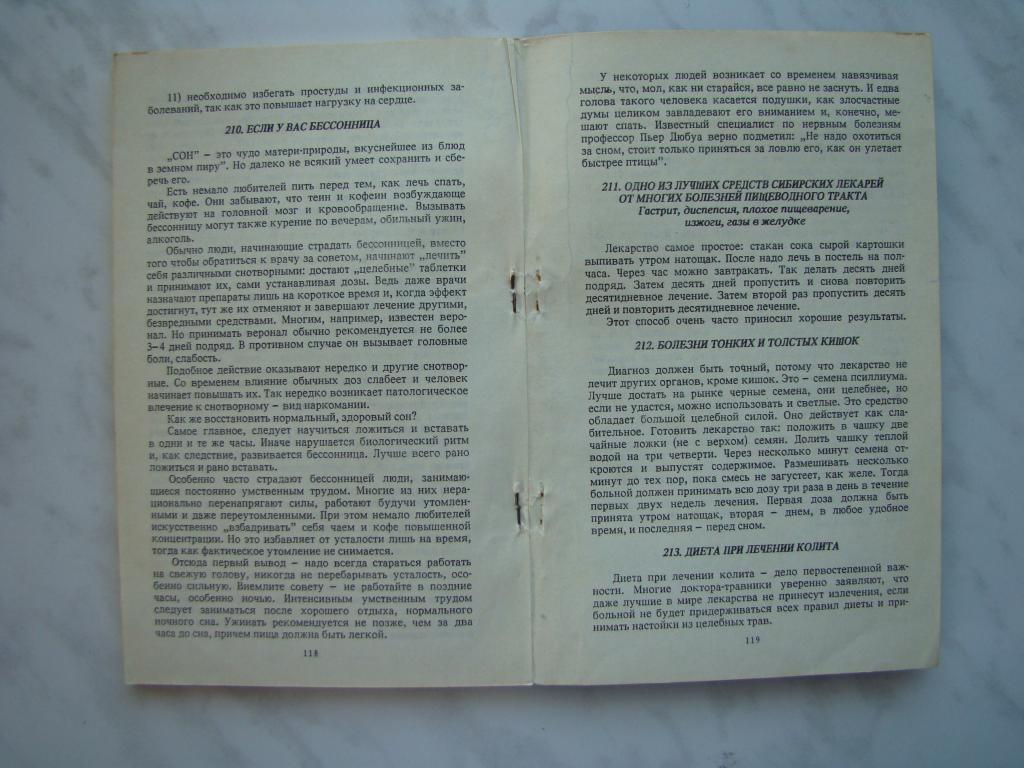 11) необходимо избегать простуды и инфекционных за-
болеваний, так как это повышает нагрузку на сердце.
210. ЕСЛИ У ВАС БЕССОННИЦА
„СОН" – это чудо матери-природы, вкуснейшее из блюд
в земном пиру". Но далеко не всякий умеет сохранить и сбе-
речь его.
Есть немало любителей пить перед тем, как лечь спать,
чай, кофе. Они забывают, что теин и кофеин возбуждающе
действуют на головной мозг и кровообращение. Вызывать
бессонницу могут также курение по вечерам, обильный ужин,
алкоголь.
Обычно люди, начинающие страдать бессонницей, вместо
того чтобы обратиться к врачу за советом, начинают „лечить"
себя различными снотворными: достают „целебные" таблетки
и принимают их, сами устанавливая дозы. Ведь даже врачи
назначают препараты лишь на короткое время и, когда эффект
достигнут, тут же их отменяют и завершают лечение другими,
безвредными средствами. Многим, например, известен веро-
нал. Но принимать веронал обычно рекомендуется не более
3–4 дней подряд. В противном случае он вызывает головные
боли, слабость.
Подобное действие оказывают нередко и другие снотвор-
ные. Со временем влияние обычных доз слабеет и человек
начинает повышать их. Так нередко возникает патологическое
влечение к снотворному – вид наркомании.
Как же восстановить нормальный, здоровый сон?
Самое главное, следует научиться ложиться и вставать
в одни и те же часы. Иначе нарушается биологический ритм
и, как следствие, развивается бессонница. Лучше всего рано
ложиться и рано вставать.
Особенно часто страдают бессонницей люди, занимаю-
щиеся постоянно умственным трудом. Многие из них нера-
ционально перенапрягают силы, работают будучи утомлен-
ными и даже переутомленными. При этом немало любителей
искусственно „взбадривать" себя чаем и кофе повышенной
концентрации. Но это избавляет от усталости лишь на время,
тогда как фактическое утомление не снимается.
Отсюда первый вывод – надо всегда стараться работать
на свежую голову, никогда не перебарывать усталость, осо-
бенно сильную. Внемлите совету – не работайте в поздние
часы, особенно ночью. Интенсивным умственным трудом
следует заниматься после хорошего отдыха, нормального
ночного сна. Ужинать рекомендуется не позже, чем за два
часа до сна, причем пища должна быть легкой.
118
У некоторых людей возникает со временем навязчивая
мысль, что, мол, как ни старайся, все равно не заснуть. И едва
голова такого человека касается подушки, как злосчастные
думы целиком завладевают его вниманием и, конечно, ме-
шают спать. Известный специалист по нервным болезням
профессор Пьер Дюбуа верно подметил: „Не надо охотиться
за сном, стоит только приняться за ловлю его, как он улетает
быстрее птицы".
211. ОДНО ИЗ ЛУЧШИХ СРЕДСТВ СИБИРСКИХ ЛЕКАРЕЙ
ОТ МНОГИХ БОЛЕЗНЕЙ ПИЩЕВОДНОГО ТРАКТА
Гастрит, диспепсия, плохое пищеварение,
изжоги, газы в желудке
Лекарство самое простое: стакан сока сырой картошки
выпивать утром натощак. После надо лечь в постель на пол-
часа. Через час можно завтракать. Так делать десять дней
подряд. Затем десять дней пропустить и снова повторить
десятидневное лечение. Затем второй раз пропустить десять
дней и повторить десятидневное лечение.
Этот способ очень часто приносил хорошие результаты.
212. БОЛЕЗНИ ТОНКИХ И ТОЛСТЫХ КИШОК
Диагноз должен быть точный, потому что лекарство не
лечит других органов, кроме кишок. Это – семена псиллиума.
Лучше достать на рынке черные семена, они целебнее, но
если не удастся, можно использовать и светлые. Это средство
обладает большой целебной силой. Оно действует как сла-
бительное. Готовить лекарство так: положить в чашку две
чайные ложки (не с верхом) семян. Долить чашку теплой
водой на три четверти. Через несколько минут семена от-
кроются и выпустят содержимое. Размешивать несколько
минут до тех пор, пока смесь не загустеет, как желе. Тогда
больной должен принимать всю дозу три раза в день в течение
первых двух недель лечения. Первая доза должна быть
принята утром натощак, вторая – днем, в любое удобное
время, и последняя – перед сном.
213. ДИЕТА ПРИ ЛЕЧЕНИИ КОЛИТА
Диета при лечении колита – дело первостепенной важ-
ности. Многие доктора-травники уверенно заявляют, что
даже лучшие в мире лекарства не принесут излечения, если
больной не будет придерживаться всех правил диеты и при-
нимать настойки из целебных трав.
119